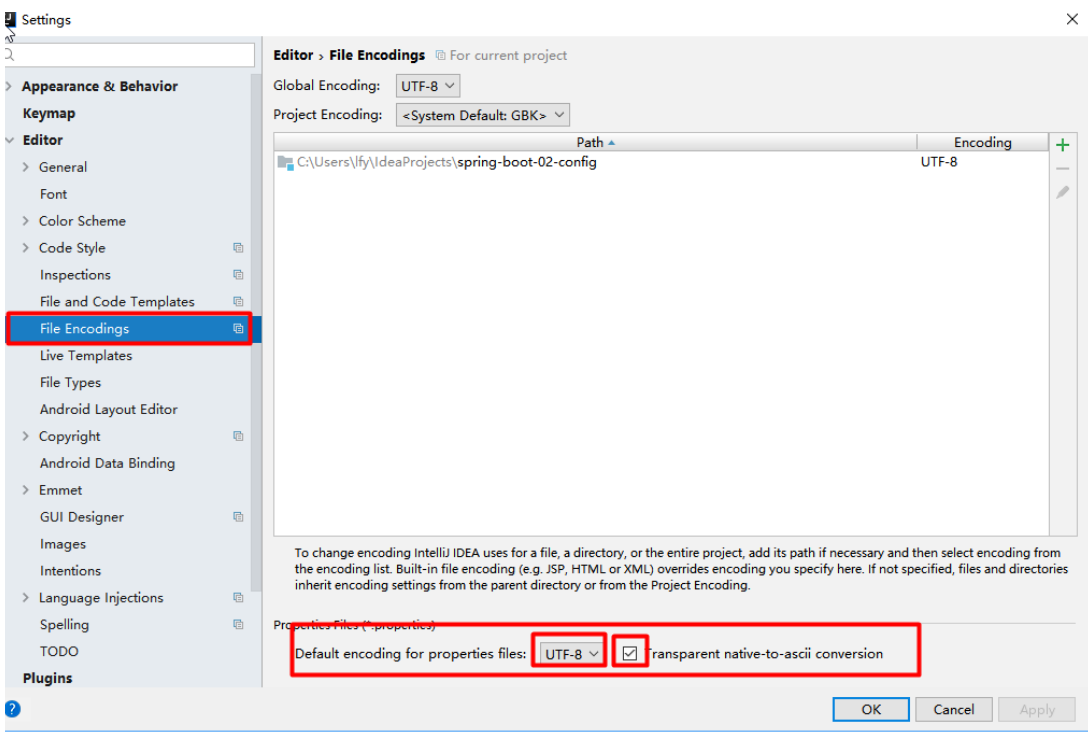 Settings
Appearance & Behavior
Keymap
Editor
General
Font
Color Scheme
Code Style
Inspections
File and Code Templates
File Encodings
Live Templates
File Types
Android Layout Editor
Copyright
Android Data Binding
Emmet
GUI Designer
Images
Intentions
Language Injections
Spelling
TODO
Plugins
Editor › File Encodings For current project
Global Encoding: UTF-8
Project Encoding: <System Default: GBK>
Path Encoding
C:\Users\lfy\IdeaProjects\spring-boot-02-config UTF-8
To change encoding IntelliJ IDEA uses for a file, a directory, or the entire project, add its path if necessary and then select encoding from
the encoding list. Built-in file encoding (e.g. JSP, HTML or XML) overrides encoding you specify here. If not specified, files and directories
inherit encoding settings from the parent directory or from the Project Encoding.
Properties Files (*.properties)
Default encoding for properties files: UTF-8 Transparent native-to-ascii conversion
? OK Cancel Apply